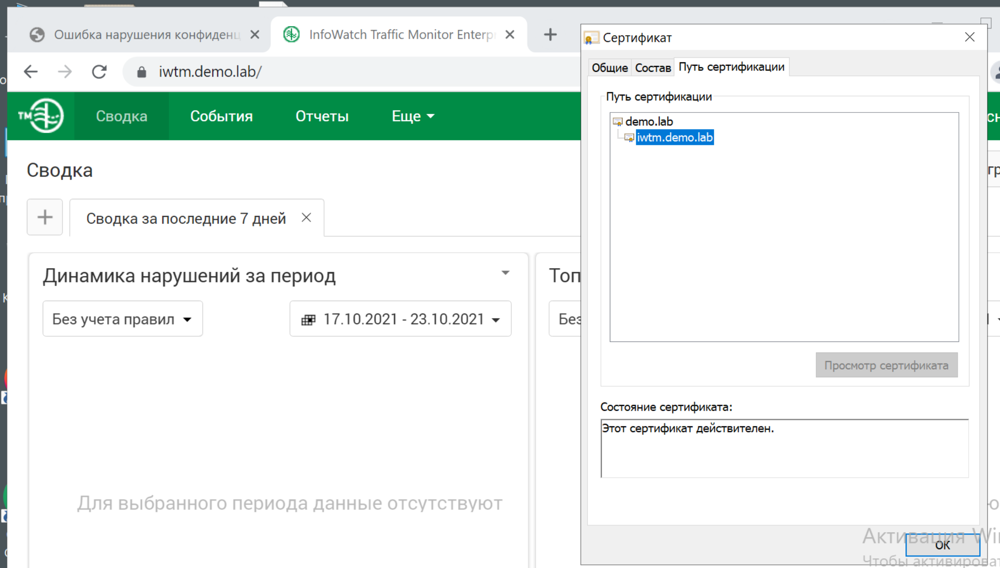 Ошибка нарушения конфиденц
InfoWatch Traffic Monitor Enterp
iwtm.demo.lab/
ТМ
Сводка
События
Отчеты
Еще
Сводка
Сводка за последние 7 дней
Динамика нарушений за период
Без учета правил
17.10.2021 - 23.10.2021
Для выбранного периода данные отсутствуют
Топ
Без
Сертификат
Общие
Состав
Путь сертификации
Путь сертификации
demo.lab
iwtm.demo.lab
Просмотр сертификата
Состояние сертификата:
Этот сертификат действителен.
Активация Wi
ОК
Чтобы активироват